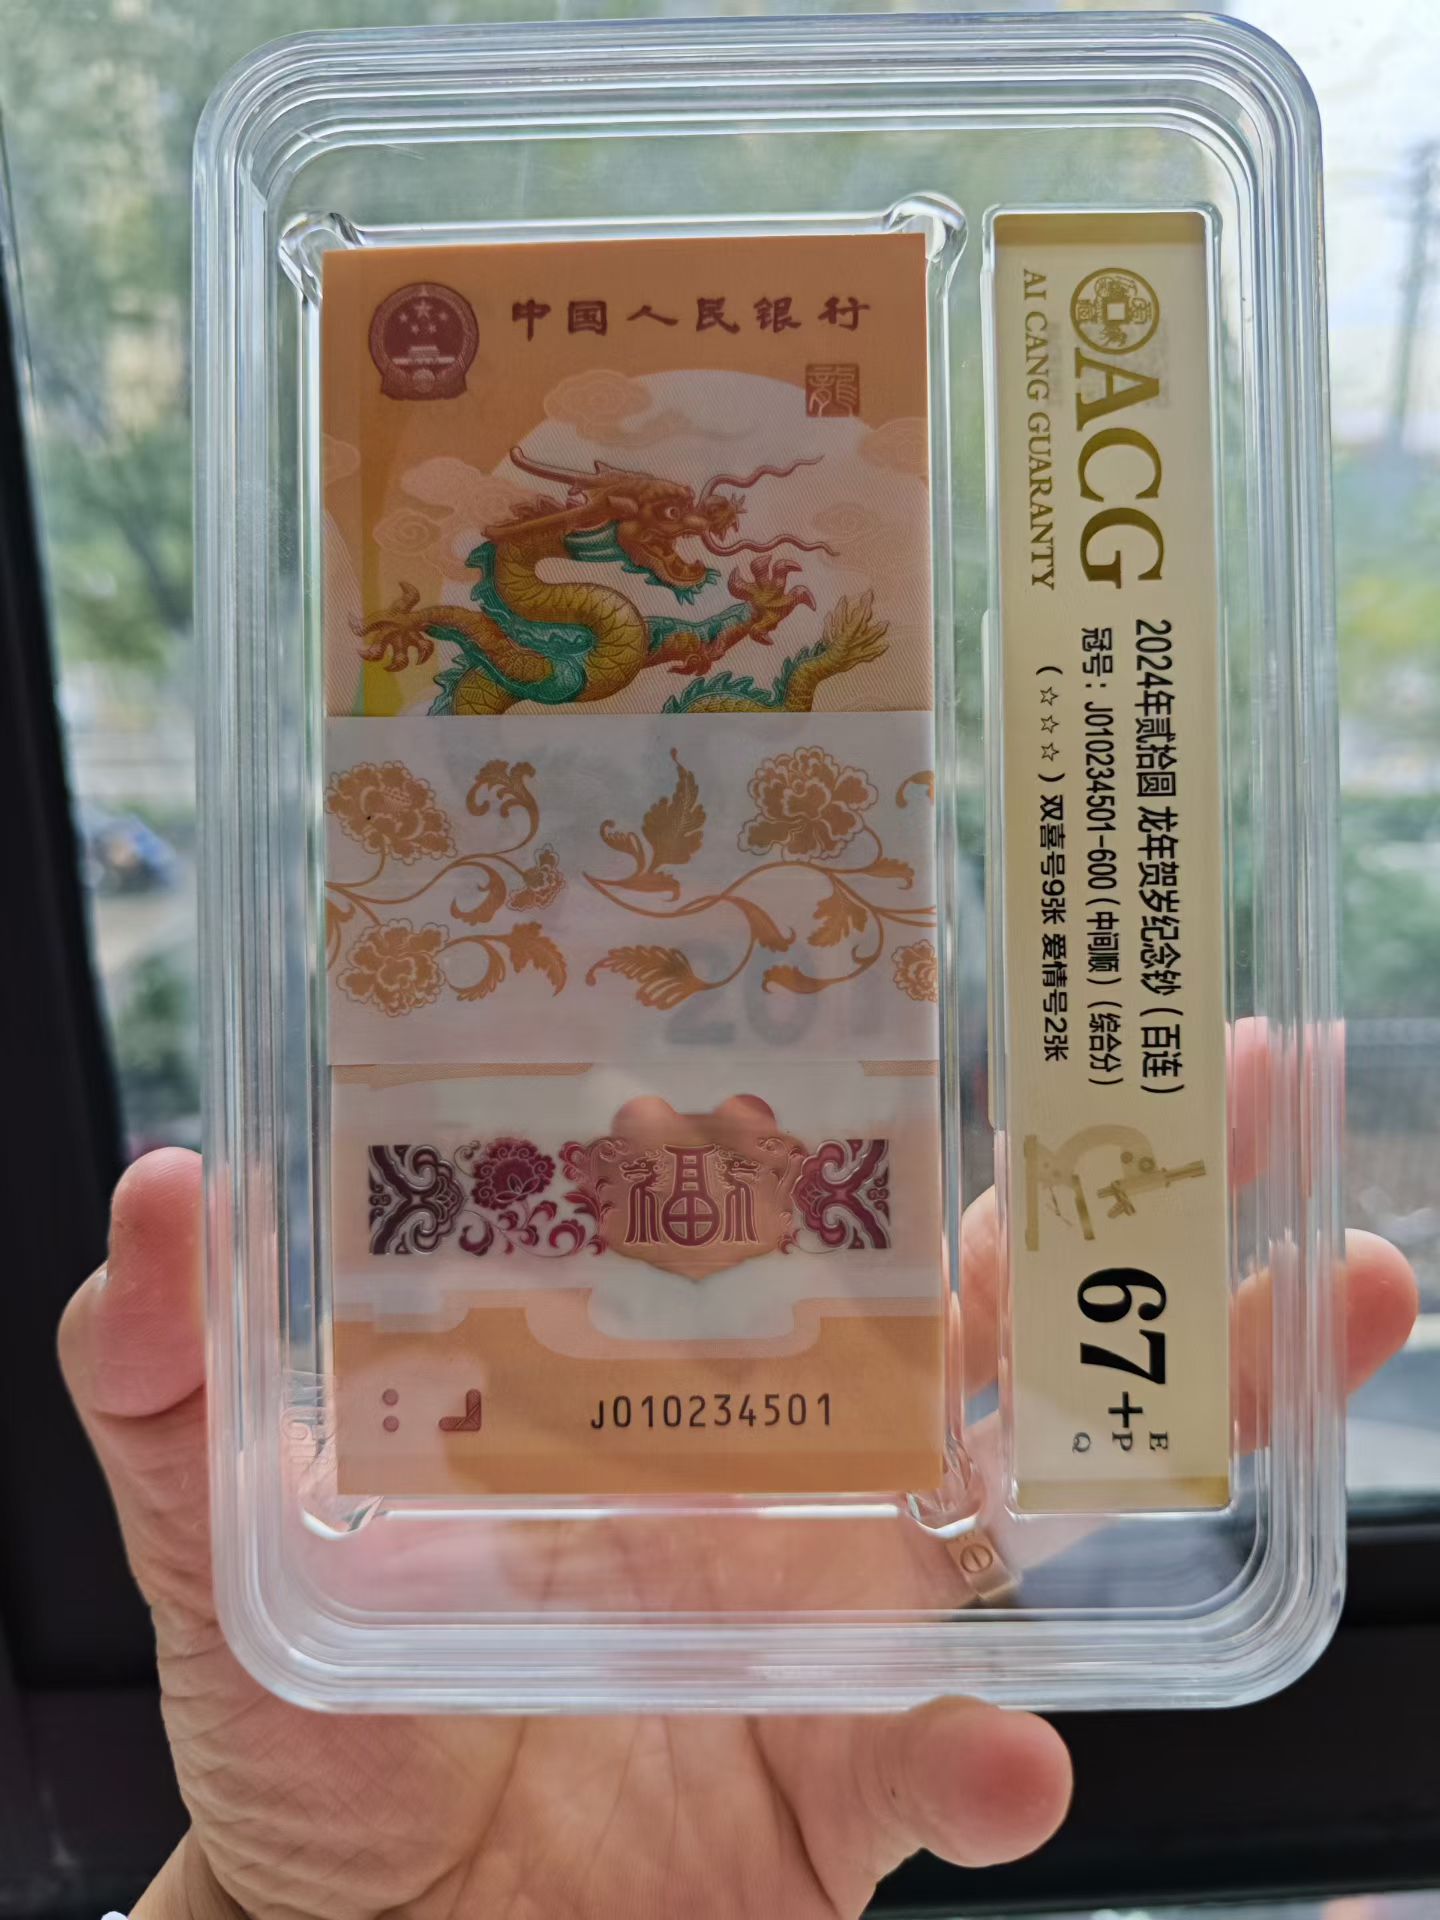 中国人民银行
龍
福
J010234501
ACG
AI CANG GUARANTY
2024年贰拾圆 龙年贺岁纪念钞（百连）
冠号：J010234501-600（中间顺）（综合分）
（☆☆☆）双喜号9张 爱情号2张
67+
E
P
Q